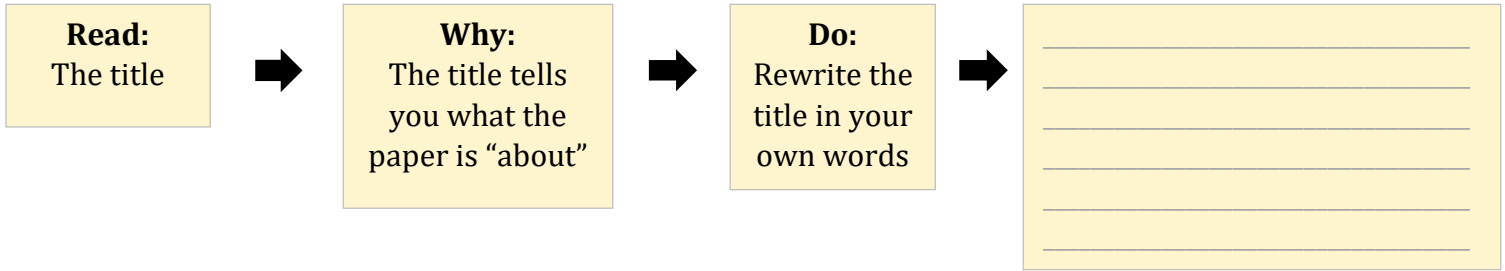 Read:
The title
Why:
The title tells
you what the
paper is “about”
Do:
Rewrite the
title in your
own words